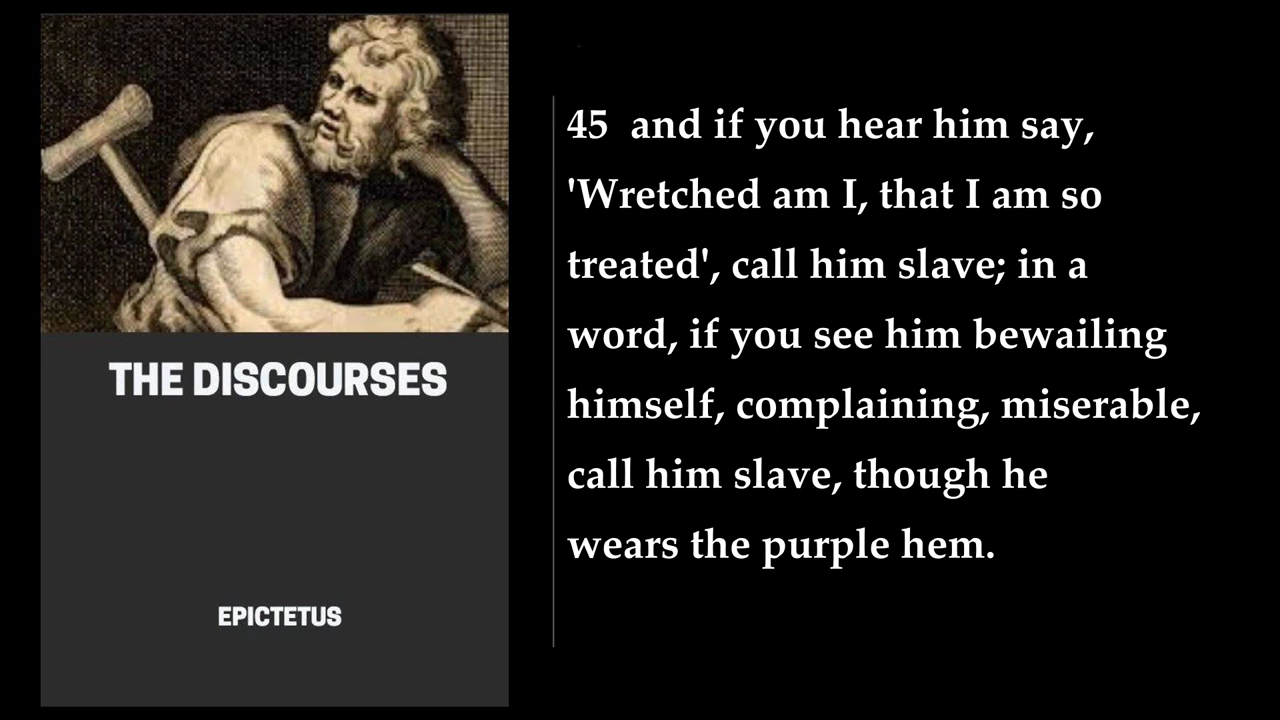 THE DISCOURSES
EPICTETUS
45 and if you hear him say,
'Wretched am I, that I am so
treated', call him slave; in a
word, if you see him bewailing
himself, complaining, miserable,
call him slave, though he
wears the purple hem.